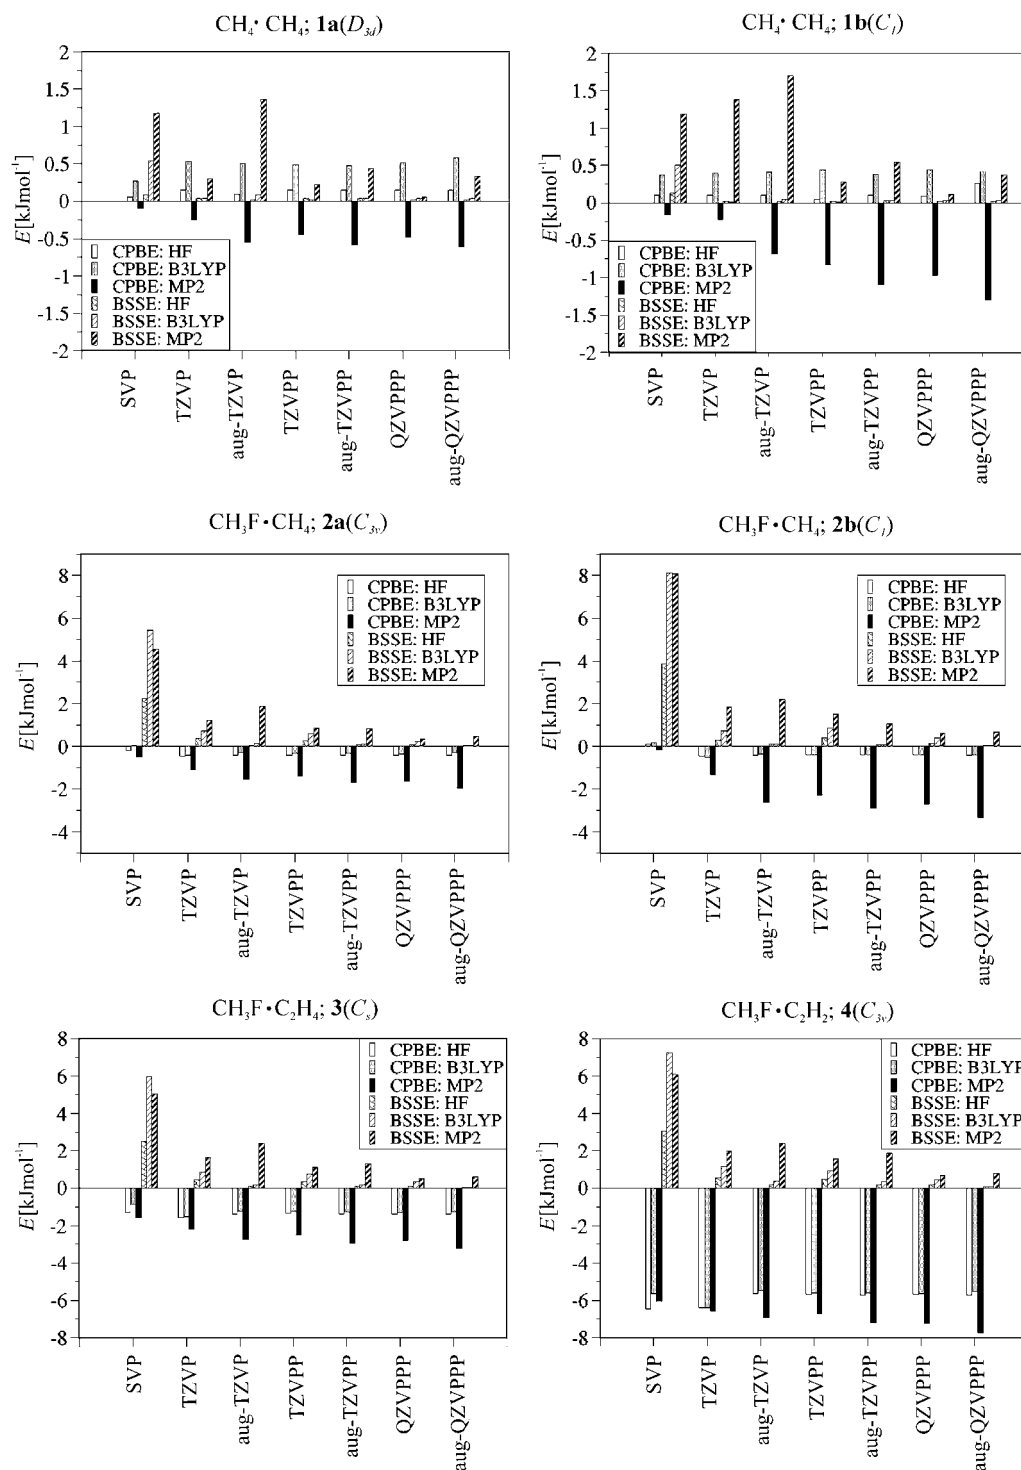 CH₄· CH₄; 1a(D₃d)
2
1.5
1
0.5
0
-0.5
-1
-1.5
-2
E[kJmol⁻¹]
CPBE: HF
CPBE: B3LYP
CPBE: MP2
BSSE: HF
BSSE: B3LYP
BSSE: MP2
SVP
TZVP
aug-TZVP
TZVPP
aug-TZVPP
QZVPPP
aug-QZVPPP
CH₄· CH₄; 1b(C₁)
2
1.5
1
0.5
0
-0.5
-1
-1.5
-2
E[kJmol⁻¹]
CPBE: HF
CPBE: B3LYP
CPBE: MP2
BSSE: HF
BSSE: B3LYP
BSSE: MP2
SVP
TZVP
aug-TZVP
TZVPP
aug-TZVPP
QZVPPP
aug-QZVPPP
CH₃F·CH₄; 2a(C₃v)
8
6
4
2
0
-2
-4
E[kJmol⁻¹]
CPBE: HF
CPBE: B3LYP
CPBE: MP2
BSSE: HF
BSSE: B3LYP
BSSE: MP2
SVP
TZVP
aug-TZVP
TZVPP
aug-TZVPP
QZVPPP
aug-QZVPPP
CH₃F·CH₄; 2b(C₁)
8
6
4
2
0
-2
-4
E[kJmol⁻¹]
CPBE: HF
CPBE: B3LYP
CPBE: MP2
BSSE: HF
BSSE: B3LYP
BSSE: MP2
SVP
TZVP
aug-TZVP
TZVPP
aug-TZVPP
QZVPPP
aug-QZVPPP
CH₃F·C₂H₄; 3(Cₛ)
8
6
4
2
0
-2
-4
-6
-8
E[kJmol⁻¹]
CPBE: HF
CPBE: B3LYP
CPBE: MP2
BSSE: HF
BSSE: B3LYP
BSSE: MP2
SVP
TZVP
aug-TZVP
TZVPP
aug-TZVPP
QZVPPP
aug-QZVPPP
CH₃F·C₂H₂; 4(C₃v)
8
6
4
2
0
-2
-4
-6
-8
E[kJmol⁻¹]
CPBE: HF
CPBE: B3LYP
CPBE: MP2
BSSE: HF
BSSE: B3LYP
BSSE: MP2
SVP
TZVP
aug-TZVP
TZVPP
aug-TZVPP
QZVPPP
aug-QZVPPP